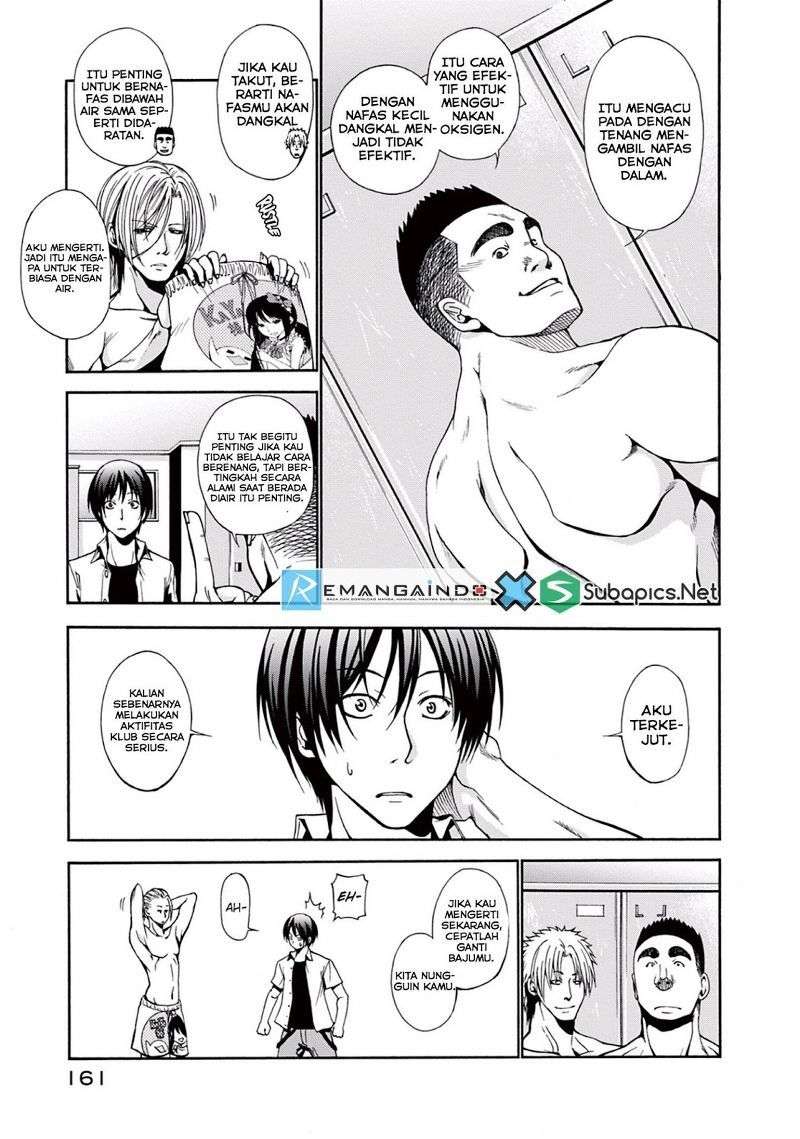 ITU MENGACU
PADA DENGAN
TENANG MEN-
GAMBIL NAFAS
DENGAN
DALAM.
ITU CARA
YANG EFEK-
TIF UNTUK
MENGGU-
NAKAN
OKSIGEN.
DENGAN
NAFAS KECIL
DANGKAL MEN-
JADI TIDAK
EFEKTIF.
JIKA KAU
TAKUT, BE-
RARTI NA-
FASMU AKAN
DANGKAL
ITU PENTING
UNTUK BERNA-
FAS DIBAWAH
AIR SAMA SEP-
ERTI DIDA-
RATAN.
RUSTLE
AKU MENGERTI.
JADI ITU MENGA-
PA UNTUK TER-
BIASA DENGAN
AIR.
ITU TAK BEGITU
PENTING JIKA KAU
TIDAK BELAJAR CARA
BERENANG, TAPI BER-
TINGKAH SECARA
ALAMI SAAT BERADA
DIAIR ITU PENTING.
REMANGAINDO
X
S Subapics.Net
AKU
TERKE-
JUT.
KALIAN
SEBENARNYA
MELAKUKAN
AKTIFITAS
KLUB SECARA
SERIUS.
L J
JIKA KAU
MENGERTI
SEKARANG,
CEPATLAH
GANTI
BAJUMU.
KITA NUNG-
GUIN KAMU.
EH-
AH-
161